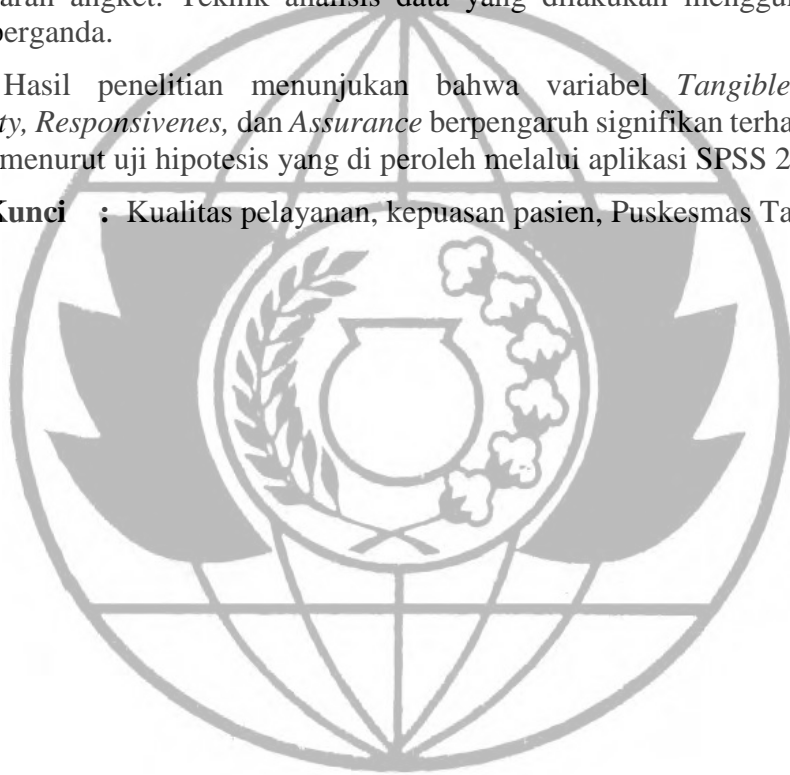 aran angket. Teknik analisis data yang dilakukan menggu
berganda.
Hasil penelitian menunjukan bahwa variabel Tangible
ty, Responsivenes, dan Assurance berpengaruh signifikan terha
menurut uji hipotesis yang di peroleh melalui aplikasi SPSS 2
Kunci : Kualitas pelayanan, kepuasan pasien, Puskesmas Ta